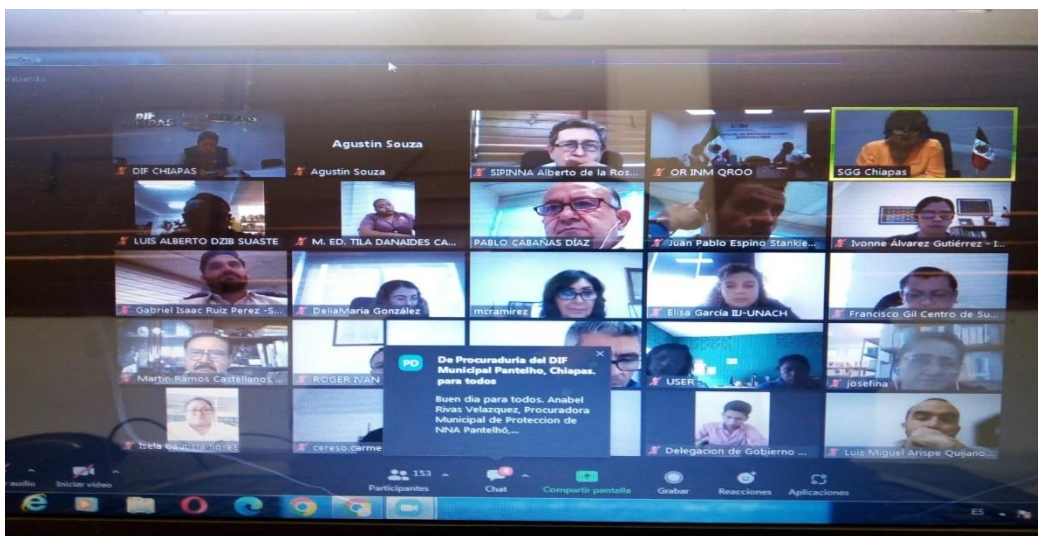 rabando
DIF
Agustin Souza
DIF CHIAPAS
Agustin Souza
SIPINNA Alberto de la Ros...
OR INM QROO
SGG Chiapas
LUIS ALBERTO DZIB SUASTE
M. ED. TILA DANAIDES CA...
PABLO CABAÑAS DÍAZ
Juan Pablo Espino Stankie...
Ivonne Álvarez Gutiérrez - I...
Gabriel Isaac Ruiz Perez -S...
DeliaMaria González
mcramirez
Elisa García IIJ-UNACH
Francisco Gil Centro de Su...
Martin Ramos Castellanos ...
ROGER IVAN
USER
josefina
PD
De Procuraduria del DIF
Municipal Pantelho, Chiapas.
para todos
Buen dia para todos. Anabel
Rivas Velazquez, Procuradora
Municipal de Proteccion de
NNA Pantelhó,...
Isela
cereso carme
Delegacion de Gobierno ...
Luis Miguel Arispe Quijano...
audio
Iniciar video
153
Participantes
Chat
Compartir pantalla
Grabar
Reacciones
Aplicaciones
ES